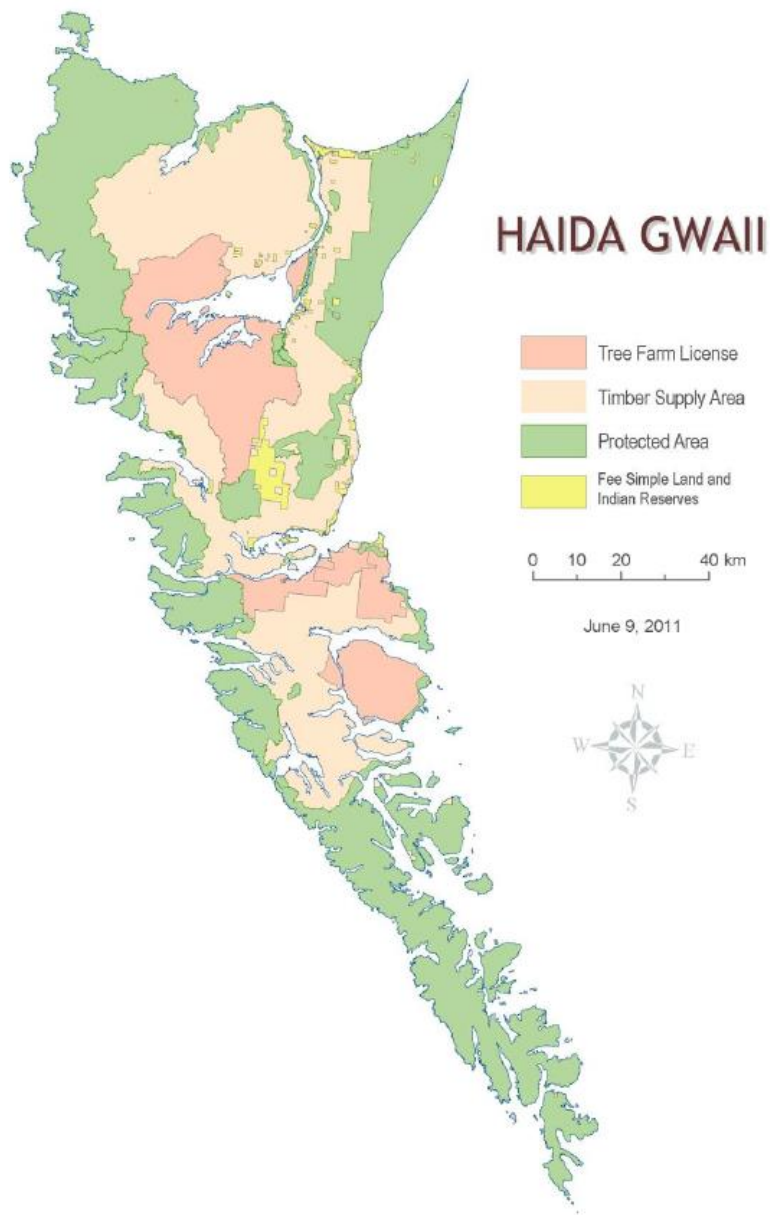 HAIDA GWAII
Tree Farm License
Timber Supply Area
Protected Area
Fee Simple Land and
Indian Reserves
0 10 20 40 km
June 9, 2011
N
W E
S